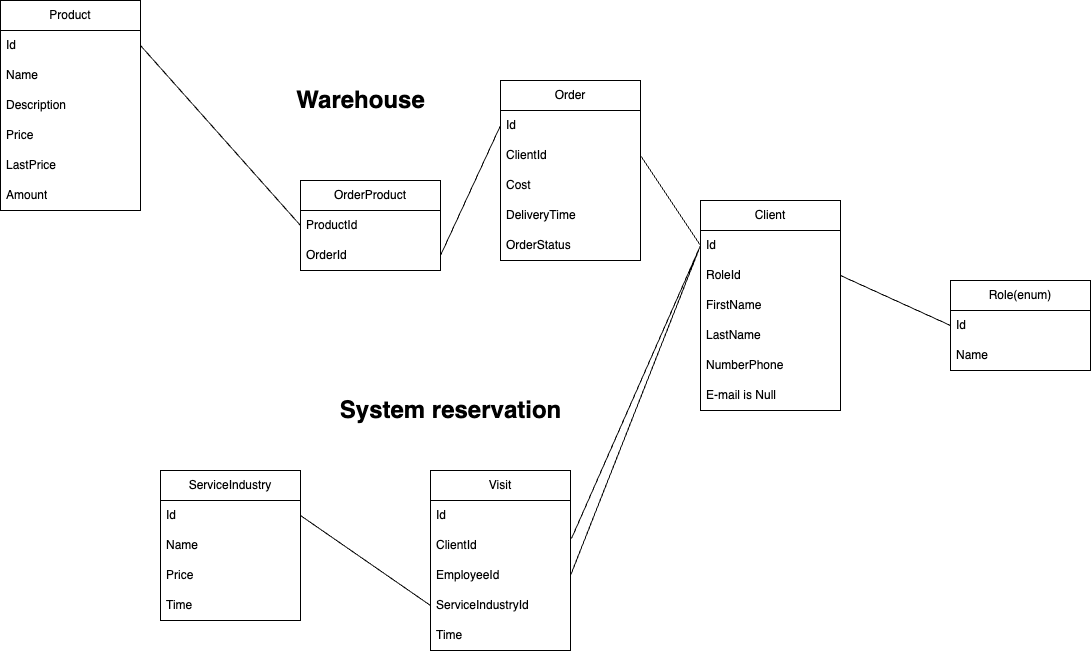 Product
Id
Name
Description
Price
LastPrice
Amount
Warehouse
OrderProduct
ProductId
OrderId
Order
Id
ClientId
Cost
DeliveryTime
OrderStatus
Client
Id
RoleId
FirstName
LastName
NumberPhone
E-mail is Null
Role(enum)
Id
Name
System reservation
ServiceIndustry
Id
Name
Price
Time
Visit
Id
ClientId
EmployeeId
ServiceIndustryId
Time